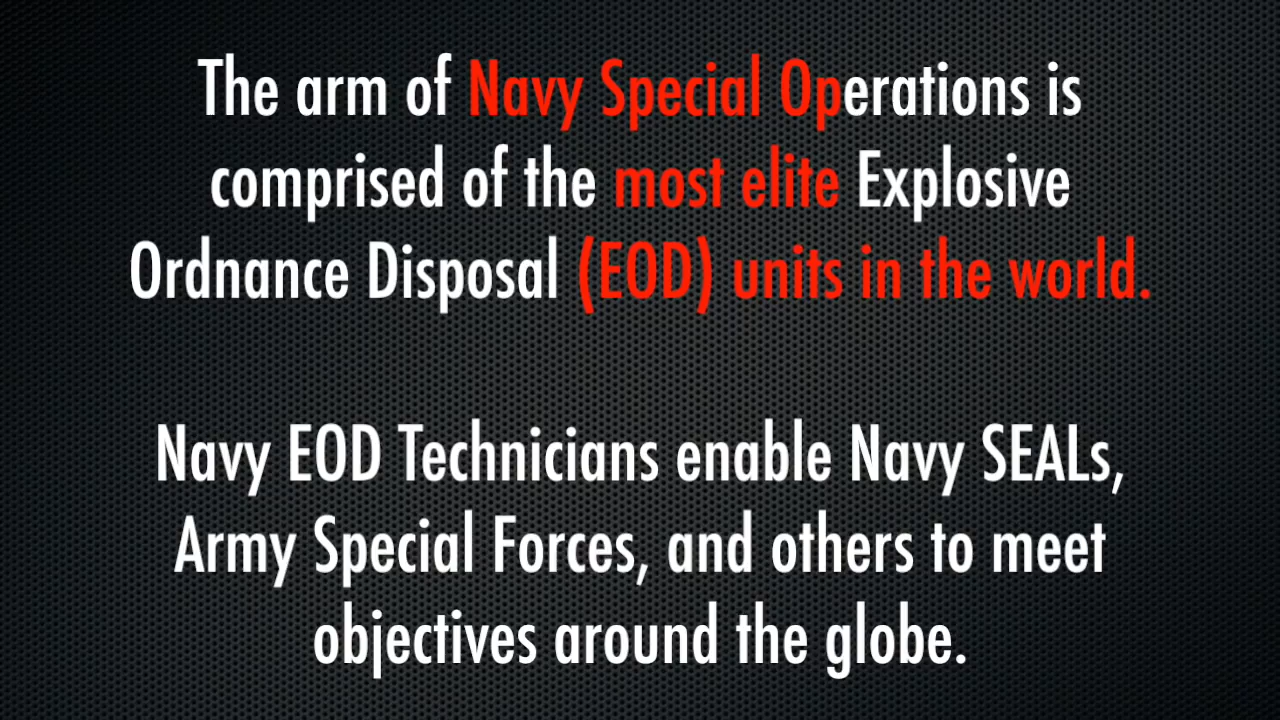 The arm of Navy Special Operations is
comprised of the most elite Explosive
Ordnance Disposal (EOD) units in the world.
Navy EOD Technicians enable Navy SEALs,
Army Special Forces, and others to meet
objectives around the globe.